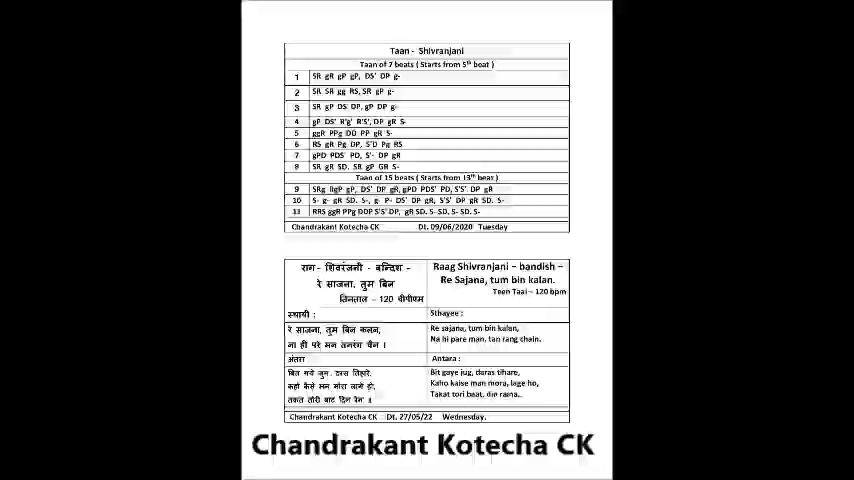 Taan - Shivranjani
Taan of 7 beats ( Starts from 5th beat )
1 SR gR gP gP, DS' DP g-
2 SR SR gg RS, SR gP g-
3 SR gP DS DP, gP DP g-
4 gP DS' R'g' R'S', DP gR S-
5 ggR PPg DD PP gR S-
6 RS gR Pg DP, S'D Pg RS
7 gPD PDS' PD, S'- DP gR
8 SR gR SD. SR gP GR S-
Taan of 15 beats ( Starts from 13th beat )
9 SRg RgP gP, DS' DP gR, gPD PDS' PD, S'S' DP gR
10 S- g- gR SD. S-, g- P- DS' DP gR, S'S' DP gR SD. S-
11 RRS ggR PPg DDP S'S' DP, gR SD. S- SD. S- SD. S-
Chandrakant Kotecha CK Dt. 09/06/2020 Tuesday
राग - शिवरंजनी - बन्दिश - Raag Shivranjani – bandish –
रे साजना, तुम बिन Re Sajana, tum bin kalan.
तिनताल – 120 बीपीएम Teen Taal – 120 bpm
स्थायी : Sthayee :
रे साजना, तुम बिन कलन, Re sajana, tum bin kalan,
ना ही परे मन तनरंग चैन । Na hi pare man, tan rang chain.
अंतरा Antara :
बित गये जुग, दरस तिहारे, Bit gaye jug, daras tihare,
कहो कैसे मन मोरा लागे हो, Kaho kaise man mora, lage ho,
तकत तोरी बाट दिन रैन । Takat tori baat, din raina..
Chandrakant Kotecha CK Dt. 27/05/22 Wednesday.
Chandrakant Kotecha CK